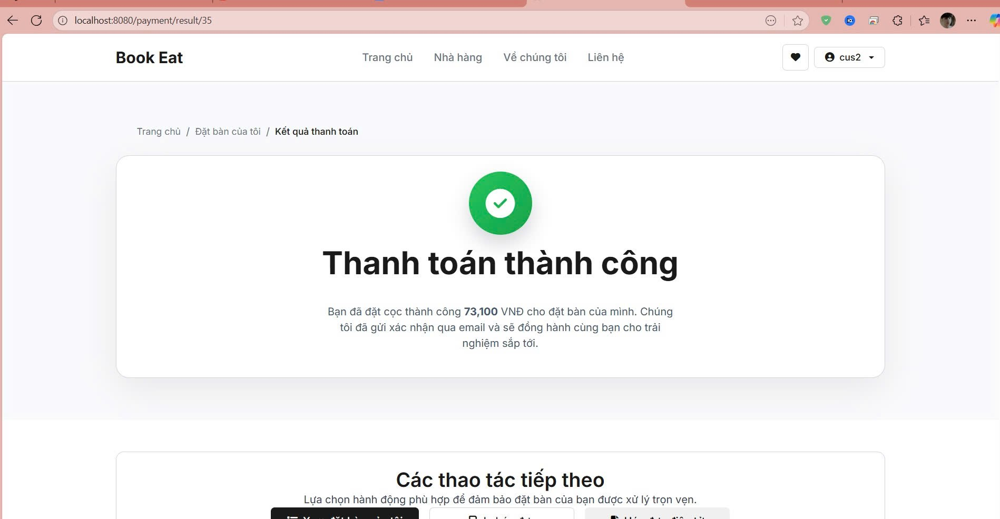 localhost:8080/payment/result/35
Book Eat
Trang chủ
Nhà hàng
Về chúng tôi
Liên hệ
cus2
Trang chủ / Đặt bàn của tôi / Kết quả thanh toán
Thanh toán thành công
Bạn đã đặt cọc thành công 73,100 VNĐ cho đặt bàn của mình. Chúng
tôi đã gửi xác nhận qua email và sẽ đồng hành cùng bạn cho trải
nghiệm sắp tới.
Các thao tác tiếp theo
Lựa chọn hành động phù hợp để đảm bảo đặt bàn của bạn được xử lý trọn vẹn.